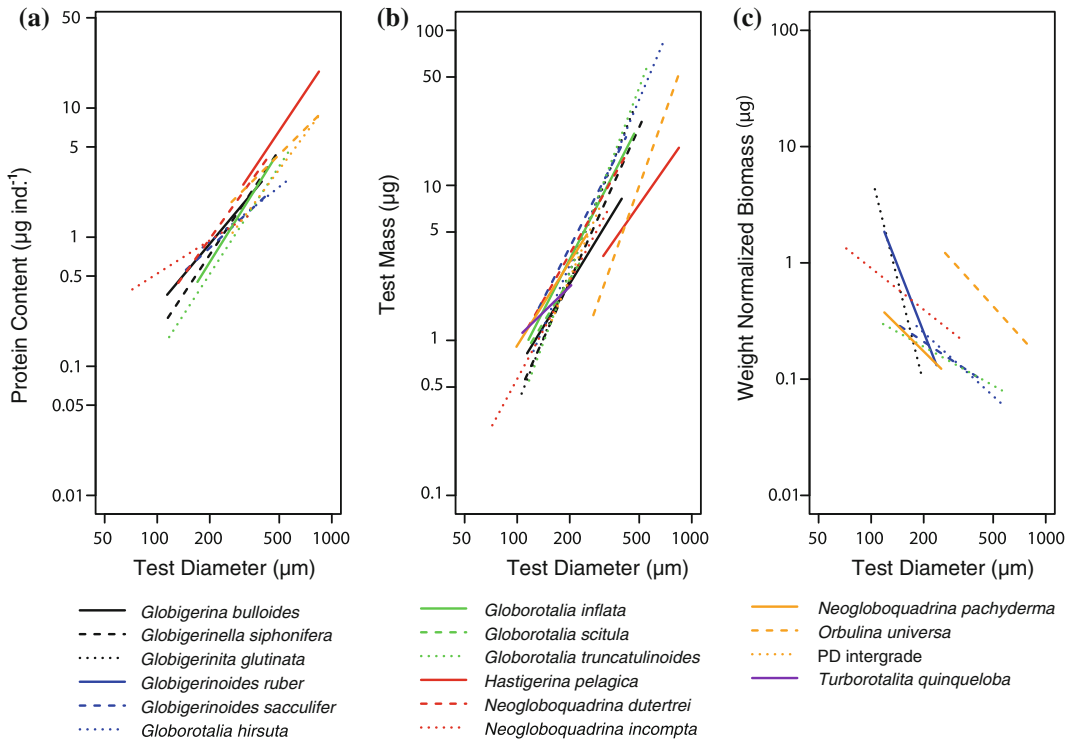 (a)
50
10
5
1
0.5
0.1
0.05
0.01
Protein Content (µg ind.-1)
50 100 200 500 1000
Test Diameter (µm)
(b)
100
50
10
5
1
0.5
0.1
Test Mass (µg)
50 100 200 500 1000
Test Diameter (µm)
(c)
100
10
1
0.1
0.01
Weight Normalized Biomass (µg)
50 100 200 500 1000
Test Diameter (µm)
Globigerina bulloides
Globigerinella siphonifera
Globigerinita glutinata
Globigerinoides ruber
Globigerinoides sacculifer
Globorotalia hirsuta
Globorotalia inflata
Globorotalia scitula
Globorotalia truncatulinoides
Hastigerina pelagica
Neogloboquadrina dutertrei
Neogloboquadrina incompta
Neogloboquadrina pachyderma
Orbulina universa
PD intergrade
Turborotalita quinqueloba